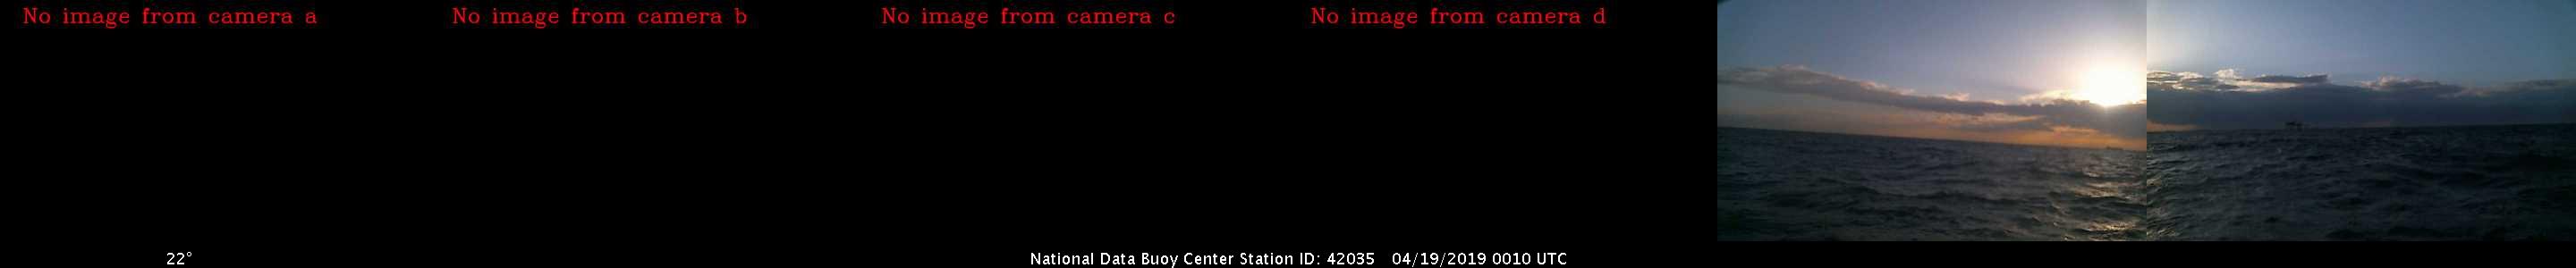 No image from camera a
No image from camera b
No image from camera c
No image from camera d
22°
National Data Buoy Center Station ID: 42035 04/19/2019 0010 UTC